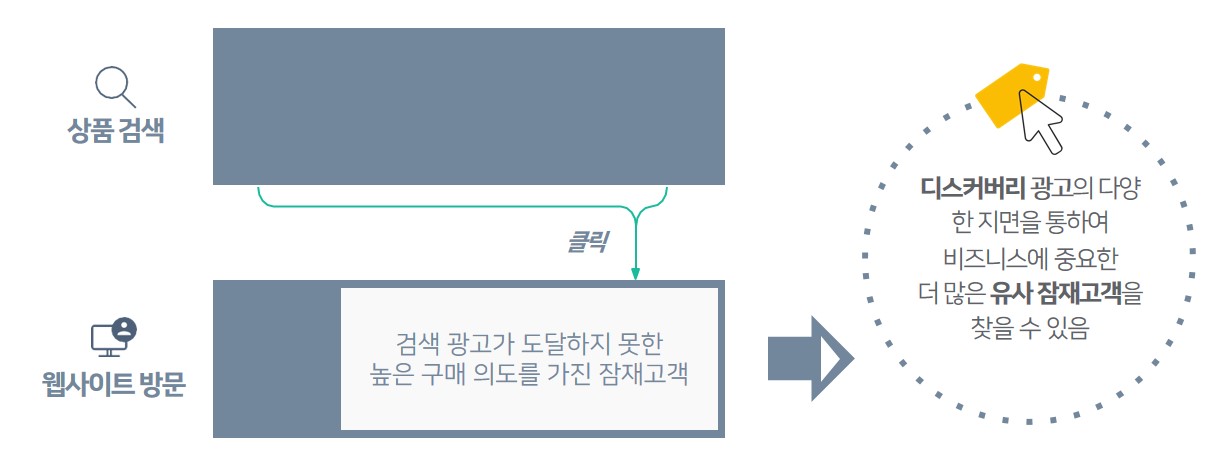 상품 검색
클릭
웹사이트 방문
검색 광고가 도달하지 못한
높은 구매 의도를 가진 잠재고객
디스커버리 광고의 다양
한 지면을 통하여
비즈니스에 중요한
더 많은 유사 잠재고객을
찾을 수 있음